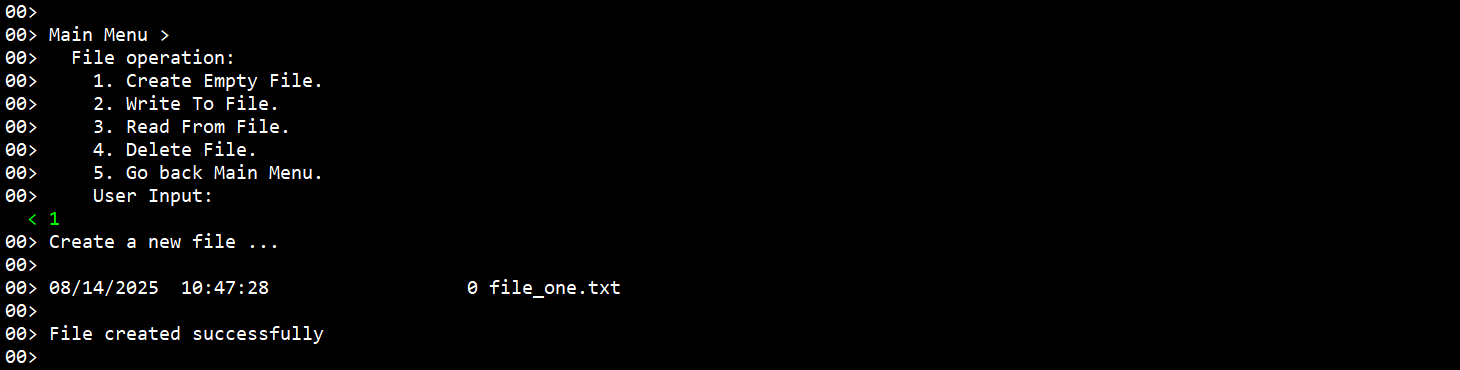 00>
00> Main Menu >
00>   File operation:
00>     1. Create Empty File.
00>     2. Write To File.
00>     3. Read From File.
00>     4. Delete File.
00>     5. Go back Main Menu.
00>     User Input:
  < 1
00> Create a new file ...
00>
00> 08/14/2025  10:47:28                  0 file_one.txt
00>
00> File created successfully
00>